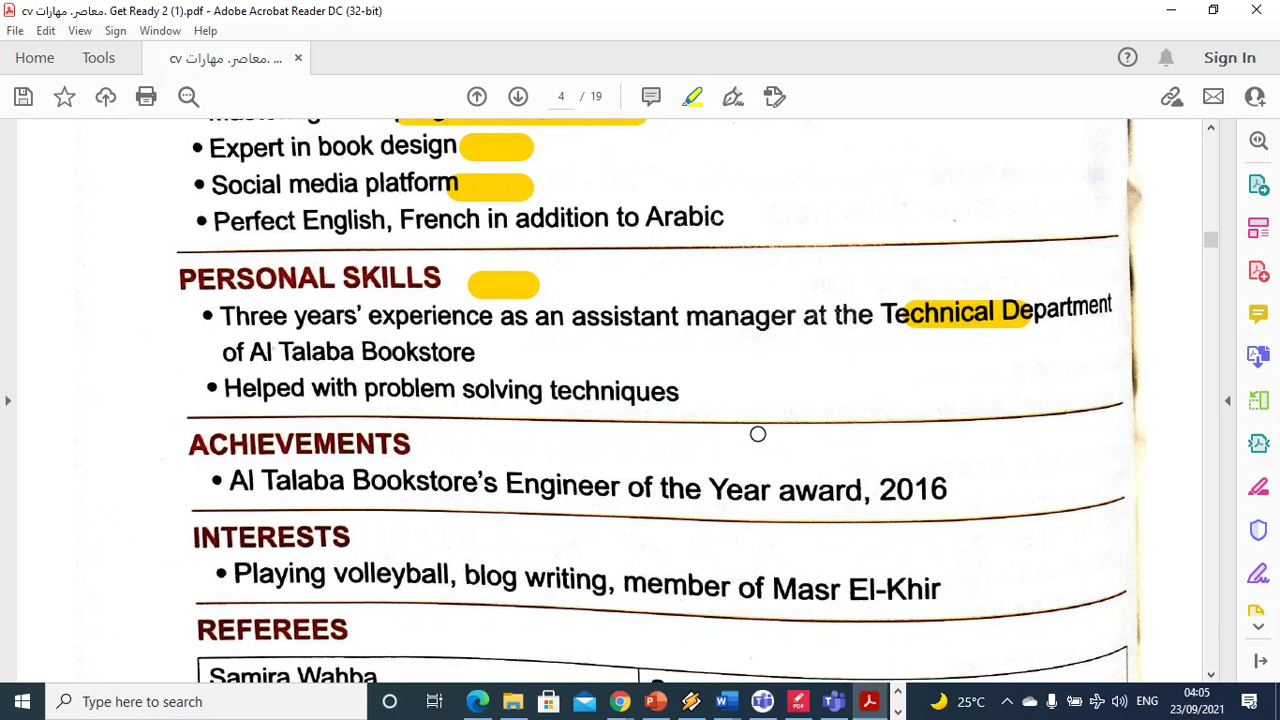 معاصر. مهارات cv. Get Ready 2 (1).pdf - Adobe Acrobat Reader DC (32-bit)
File Edit View Sign Window Help
Home Tools معاصر. مهارات cv ... × Sign In
4 / 19
• Expert in book design
• Social media platform
• Perfect English, French in addition to Arabic
PERSONAL SKILLS
• Three years' experience as an assistant manager at the Technical Department
of Al Talaba Bookstore
• Helped with problem solving techniques
ACHIEVEMENTS
• Al Talaba Bookstore's Engineer of the Year award, 2016
INTERESTS
• Playing volleyball, blog writing, member of Masr El-Khir
REFEREES
Samira Wahba
Type here to search
25°C ENG 04:05
23/09/2021